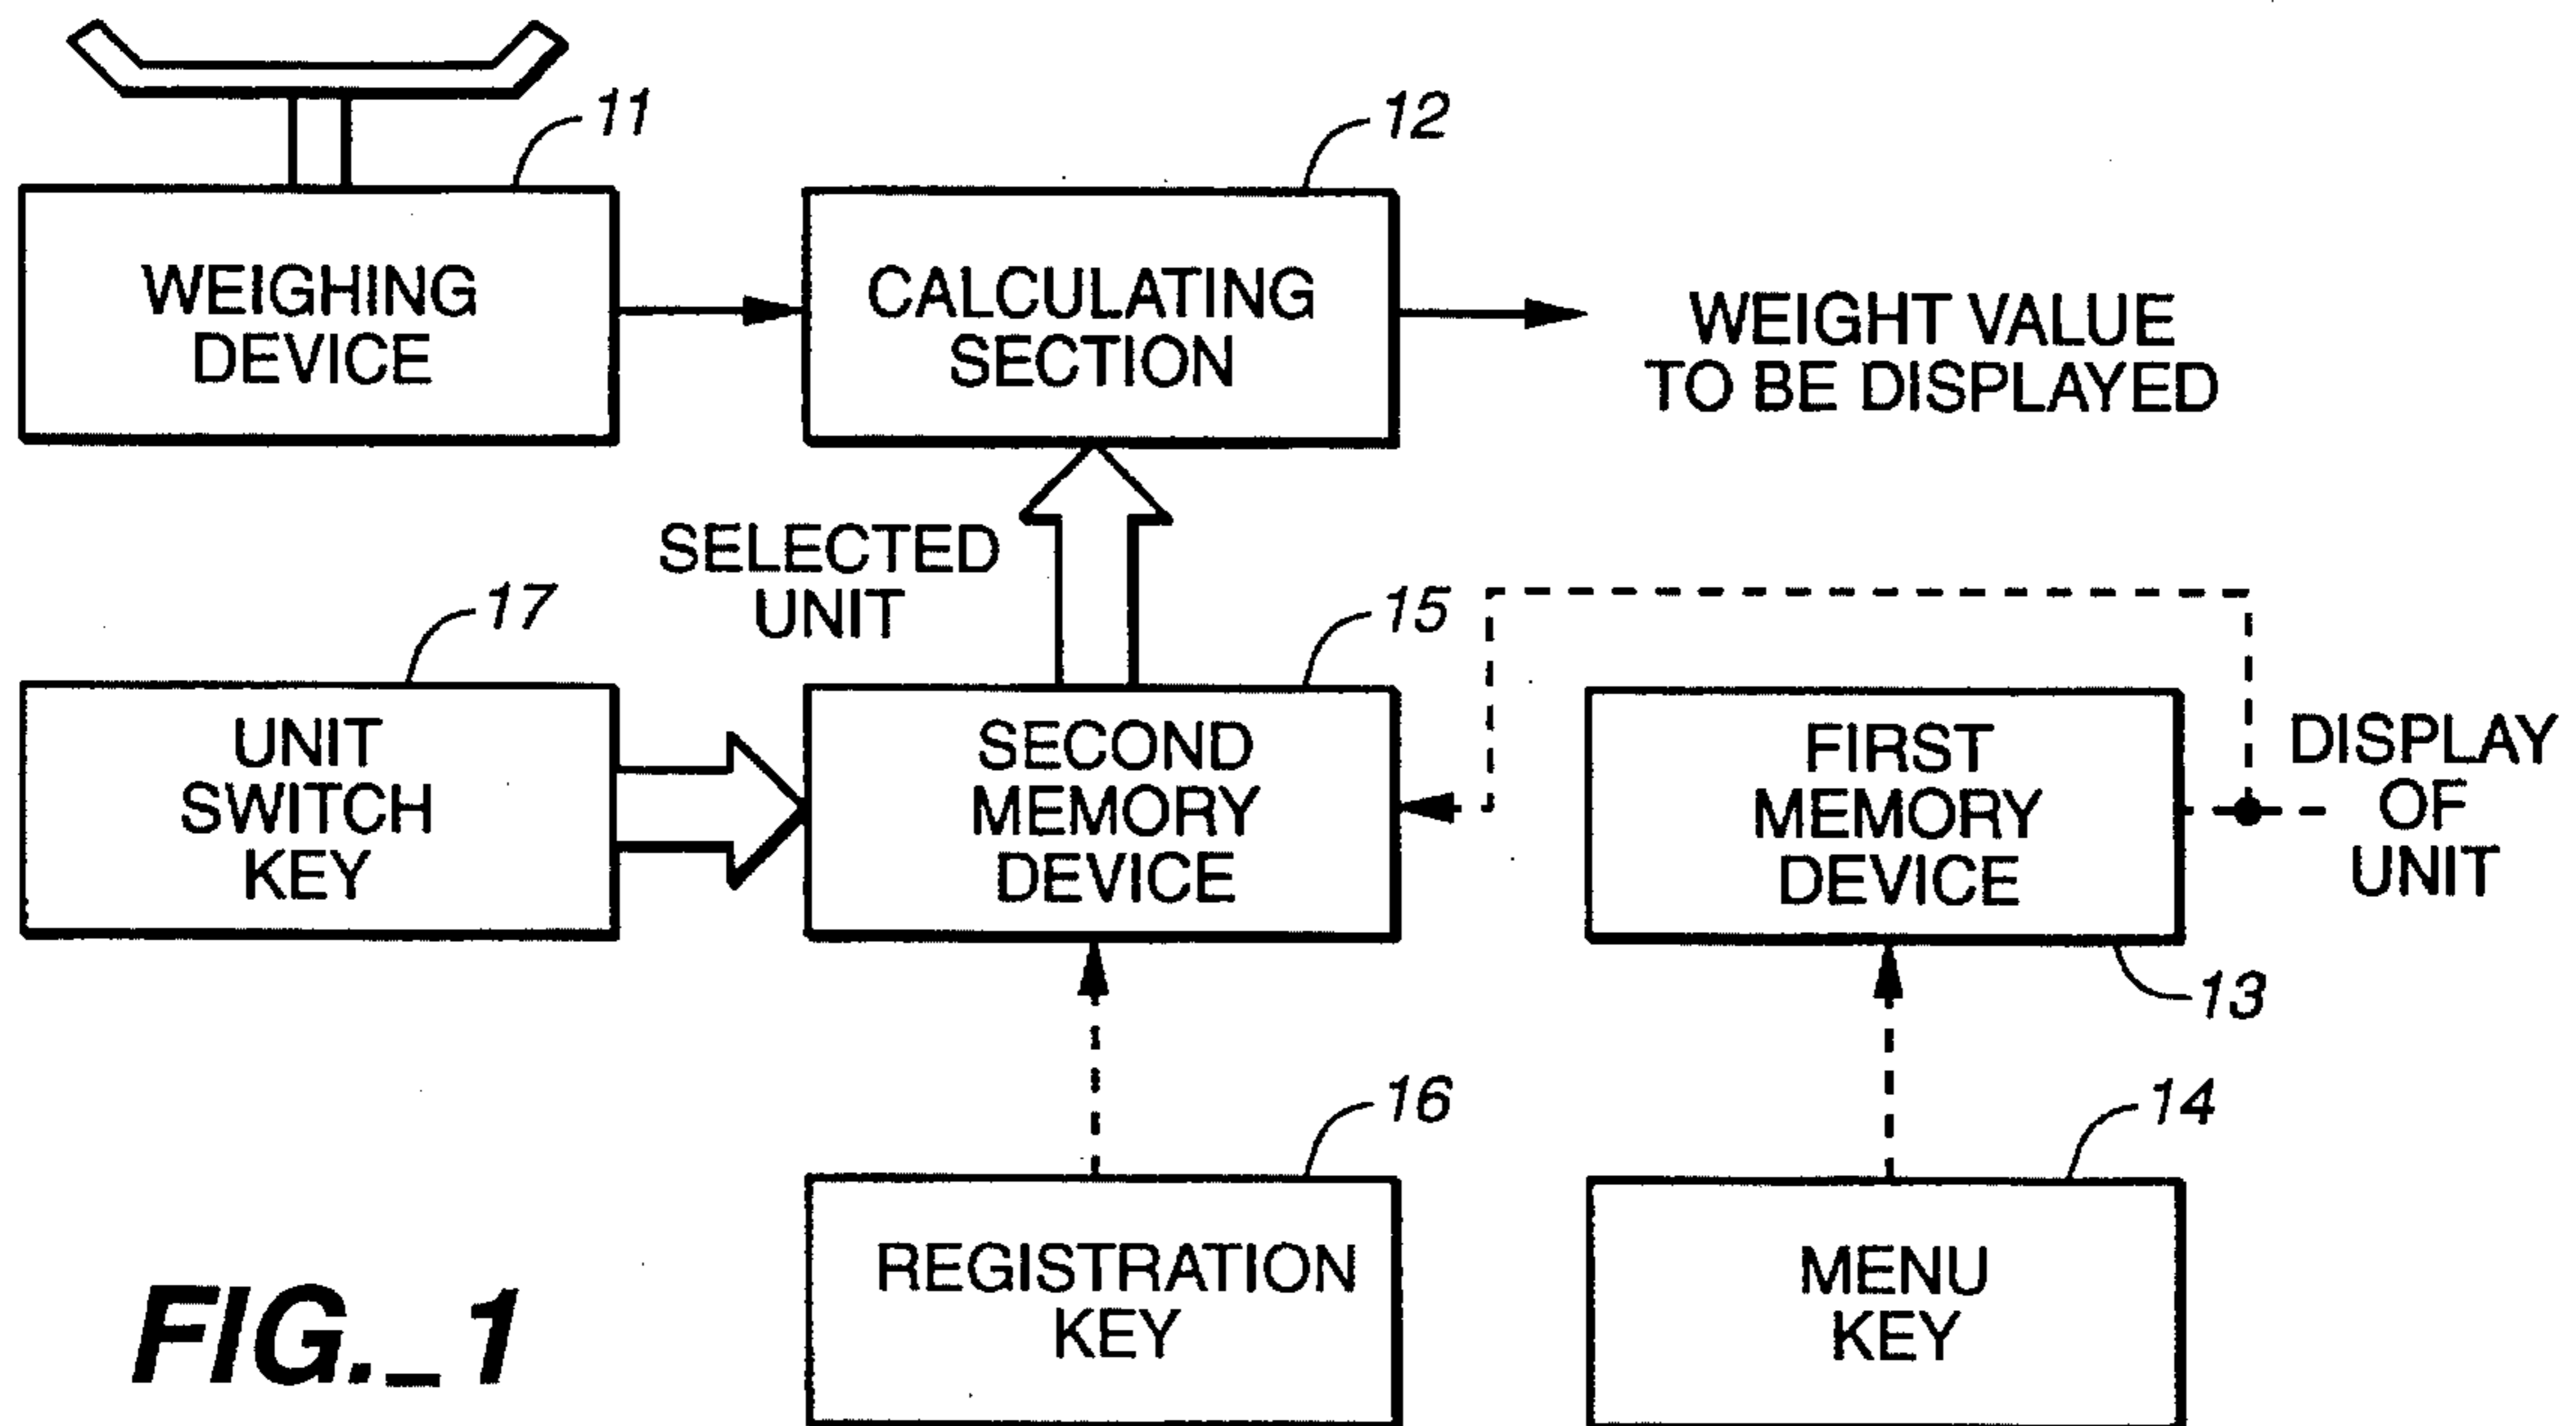 11
12
WEIGHING
DEVICE
CALCULATING
SECTION
WEIGHT VALUE
TO BE DISPLAYED
SELECTED
UNIT
17
15
UNIT
SWITCH
KEY
SECOND
MEMORY
DEVICE
FIRST
MEMORY
DEVICE
DISPLAY
OF
UNIT
13
16
14
REGISTRATION
KEY
MENU
KEY
FIG._1